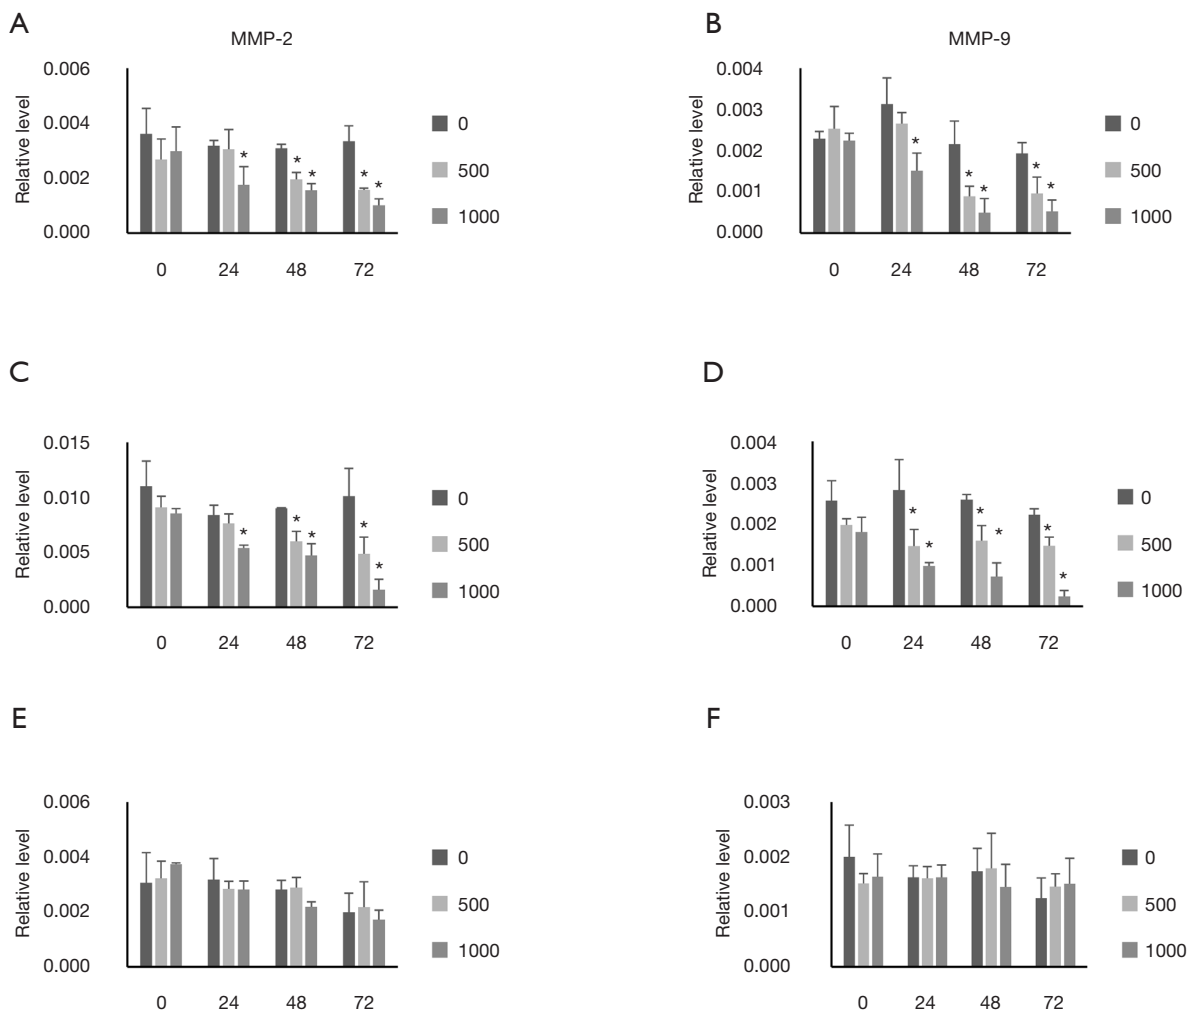 A
MMP-2
Relative level
0.006
0.004
0.002
0.000
* * * * *
0 24 48 72
0
500
1000
B
MMP-9
Relative level
0.004
0.003
0.002
0.001
0.000
* * * * *
0 24 48 72
0
500
1000
C
Relative level
0.015
0.010
0.005
0.000
* * * * *
0 24 48 72
0
500
1000
D
Relative level
0.004
0.003
0.002
0.001
0.000
* * * * * *
0 24 48 72
0
500
1000
E
Relative level
0.006
0.004
0.002
0.000
0 24 48 72
0
500
1000
F
Relative level
0.003
0.002
0.001
0.000
0 24 48 72
0
500
1000